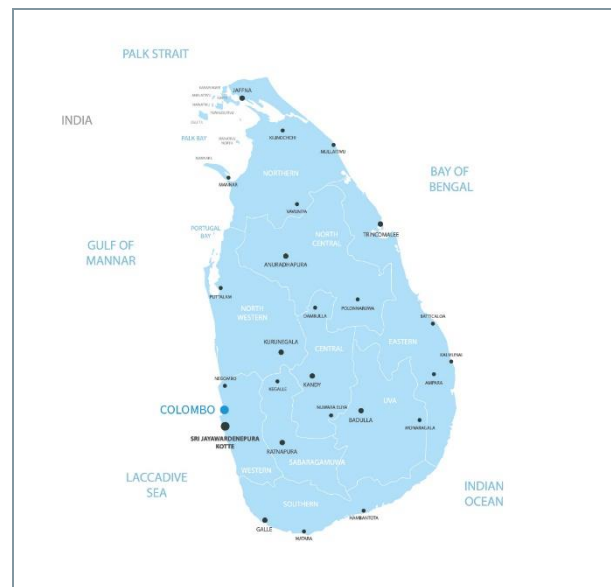 PALK STRAIT
JAFFNA
INDIA
KILINOCHCHI
PALK BAY
MULLAITIVU
BAY OF
BENGAL
NORTHERN
MANNAR
VAVUNIYA
PORTUGAL
BAY
TRINCOMALEE
NORTH
CENTRAL
GULF OF
MANNAR
ANURADHAPURA
PUTTALAM
POLONNARUWA
DAMBULLA
NORTH
WESTERN
BATTICALOA
KURUNEGALA
CENTRAL
EASTERN
KALMUNAI
KANDY
AMPARA
NEGOMBO
KEGALLE
UVA
COLOMBO
NUWARA ELIYA
BADULLA
MONARAGALA
SRI JAYAWARDENEPURA
KOTTE
RATNAPURA
SABARAGAMUWA
WESTERN
LACCADIVE
SEA
INDIAN
OCEAN
SOUTHERN
HAMBANTOTA
GALLE
MATARA